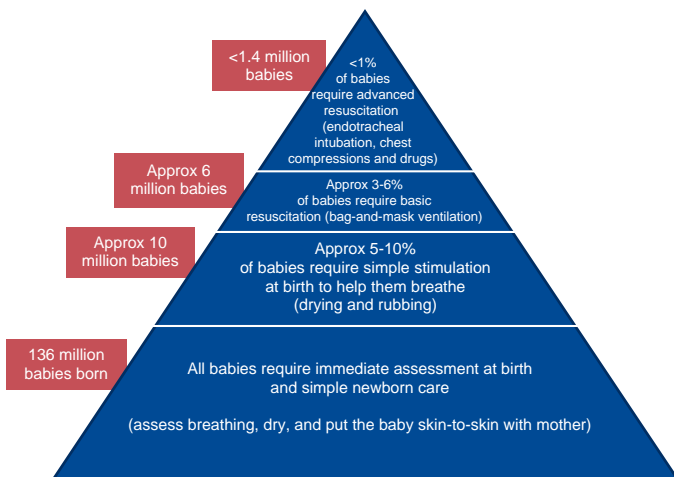 <1.4 million
babies
<1%
of babies
require advanced
resuscitation
(endotracheal
intubation, chest
compressions and drugs)
Approx 6
million babies
Approx 3-6%
of babies require basic
resuscitation (bag-and-mask ventilation)
Approx 10
million babies
Approx 5-10%
of babies require simple stimulation
at birth to help them breathe
(drying and rubbing)
136 million
babies born
All babies require immediate assessment at birth
and simple newborn care
(assess breathing, dry, and put the baby skin-to-skin with mother)